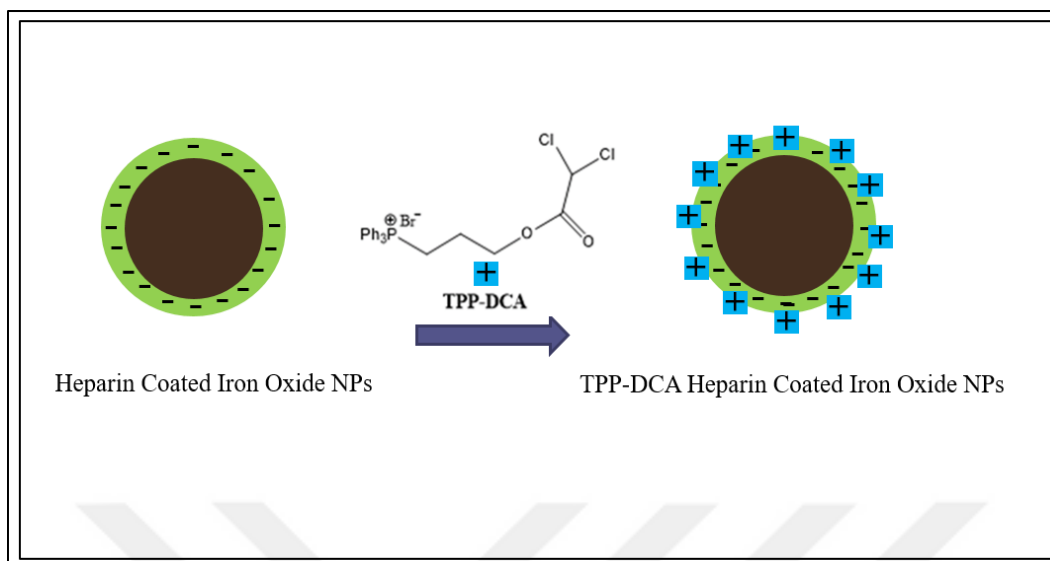 Cl
Cl
⊕ Br⁻
Ph₃P
O
O
+
TPP-DCA
Heparin Coated Iron Oxide NPs
TPP-DCA Heparin Coated Iron Oxide NPs